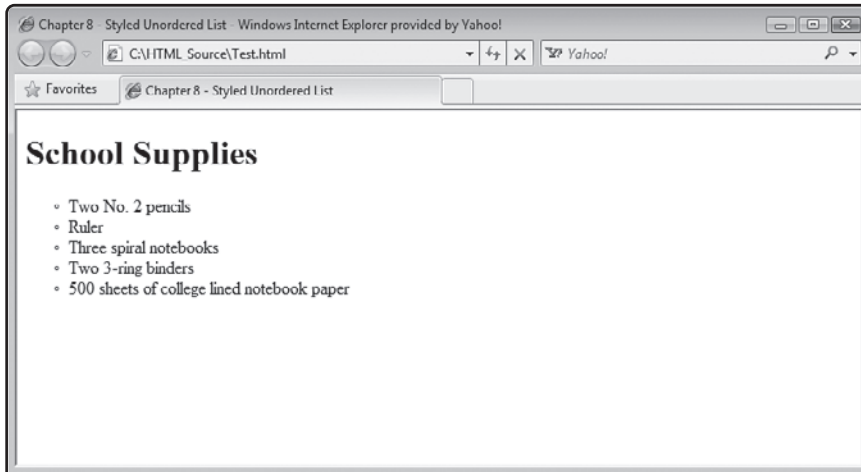 Chapter 8 - Styled Unordered List - Windows Internet Explorer provided by Yahoo!
C:\HTML Source\Test.html
Yahoo!
Favorites
Chapter 8 - Styled Unordered List
School Supplies
Two No. 2 pencils
Ruler
Three spiral notebooks
Two 3-ring binders
500 sheets of college lined notebook paper